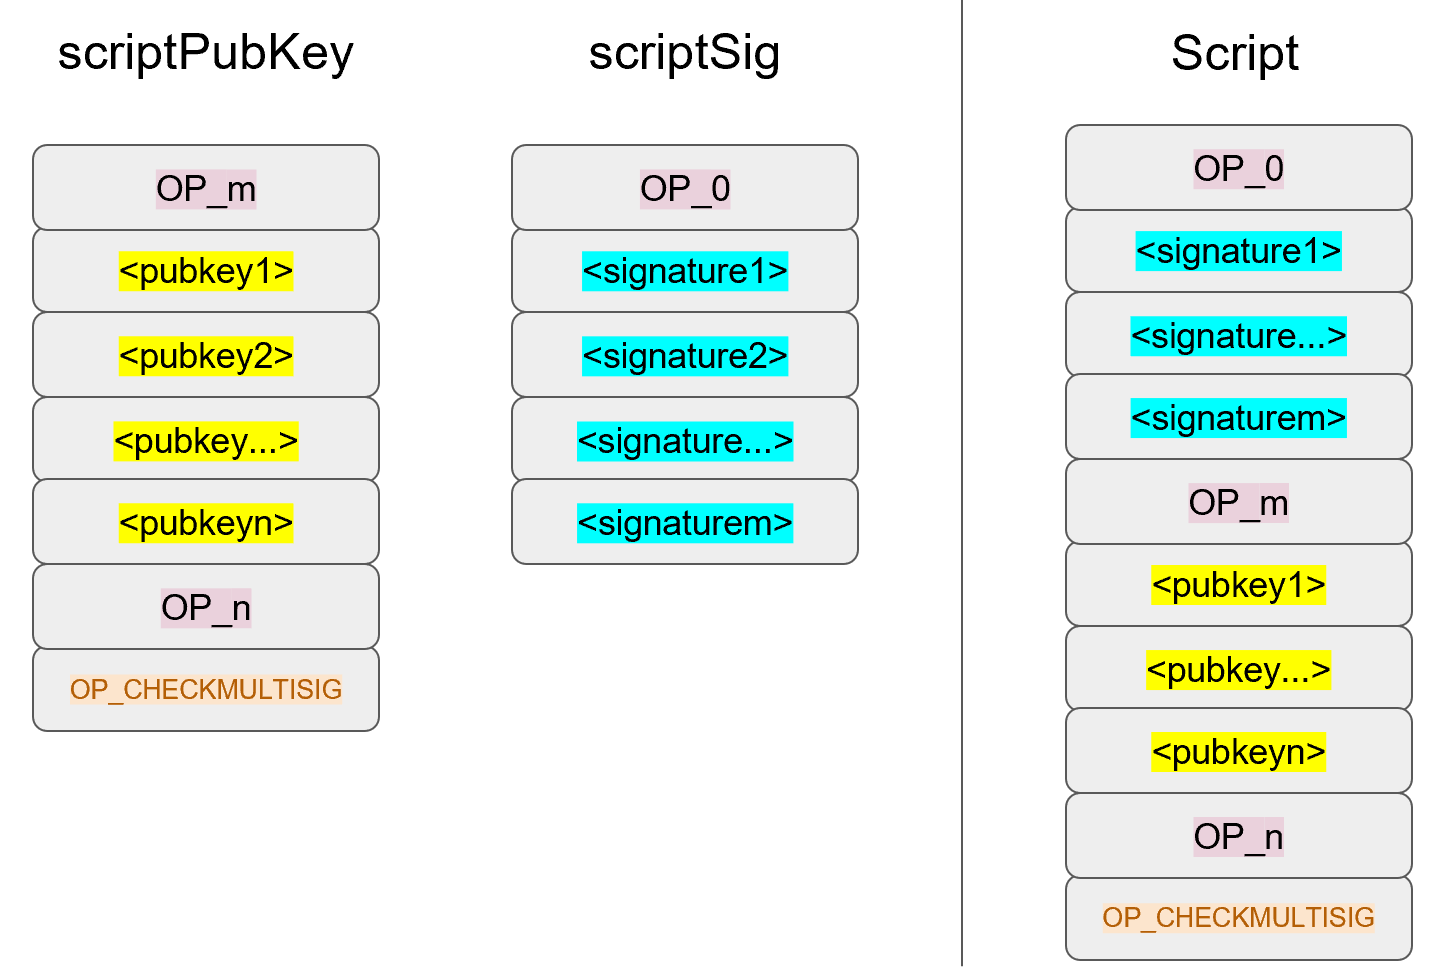 scriptPubKey
OP_m
<pubkey1>
<pubkey2>
<pubkey...>
<pubkeyn>
OP_n
OP_CHECKMULTISIG
scriptSig
OP_0
<signature1>
<signature2>
<signature...>
<signaturem>
Script
OP_0
<signature1>
<signature...>
<signaturem>
OP_m
<pubkey1>
<pubkey...>
<pubkeyn>
OP_n
OP_CHECKMULTISIG